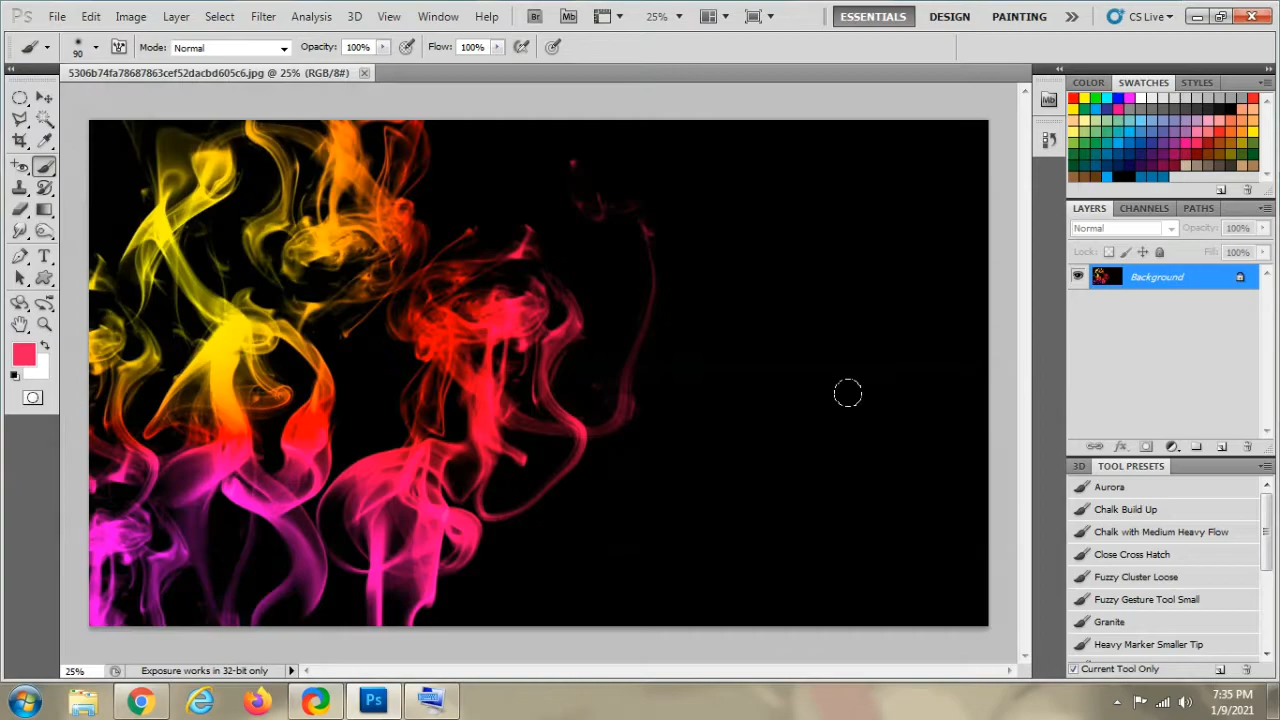 Ps File Edit Image Layer Select Filter Analysis 3D View Window Help Br Mb 25% ESSENTIALS DESIGN PAINTING CS Live
90 Mode: Normal Opacity: 100% Flow: 100%
5306b74fa78687863cef52dacbd605c6.jpg @ 25% (RGB/8#)
COLOR SWATCHES STYLES
Mb
LAYERS CHANNELS PATHS
Normal Opacity: 100%
Lock: Fill: 100%
Background
3D TOOL PRESETS
Aurora
Chalk Build Up
Chalk with Medium Heavy Flow
Close Cross Hatch
Fuzzy Cluster Loose
Fuzzy Gesture Tool Small
Granite
Heavy Marker Smaller Tip
25% Exposure works in 32-bit only
Current Tool Only
Ps
7:35 PM
1/9/2021